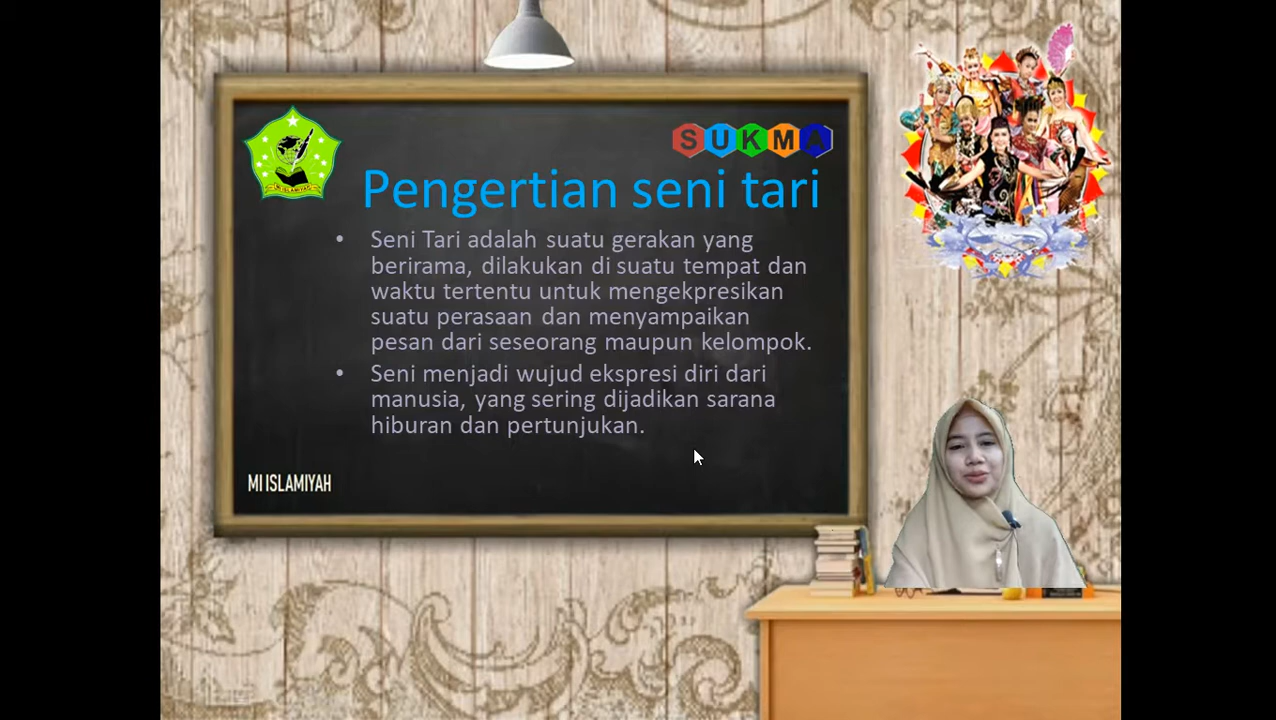 SUKMA
MI ISLAMIYAH
Pengertian seni tari
• Seni Tari adalah suatu gerakan yang
berirama, dilakukan di suatu tempat dan
waktu tertentu untuk mengekpresikan
suatu perasaan dan menyampaikan
pesan dari seseorang maupun kelompok.
• Seni menjadi wujud ekspresi diri dari
manusia, yang sering dijadikan sarana
hiburan dan pertunjukan.
MI ISLAMIYAH